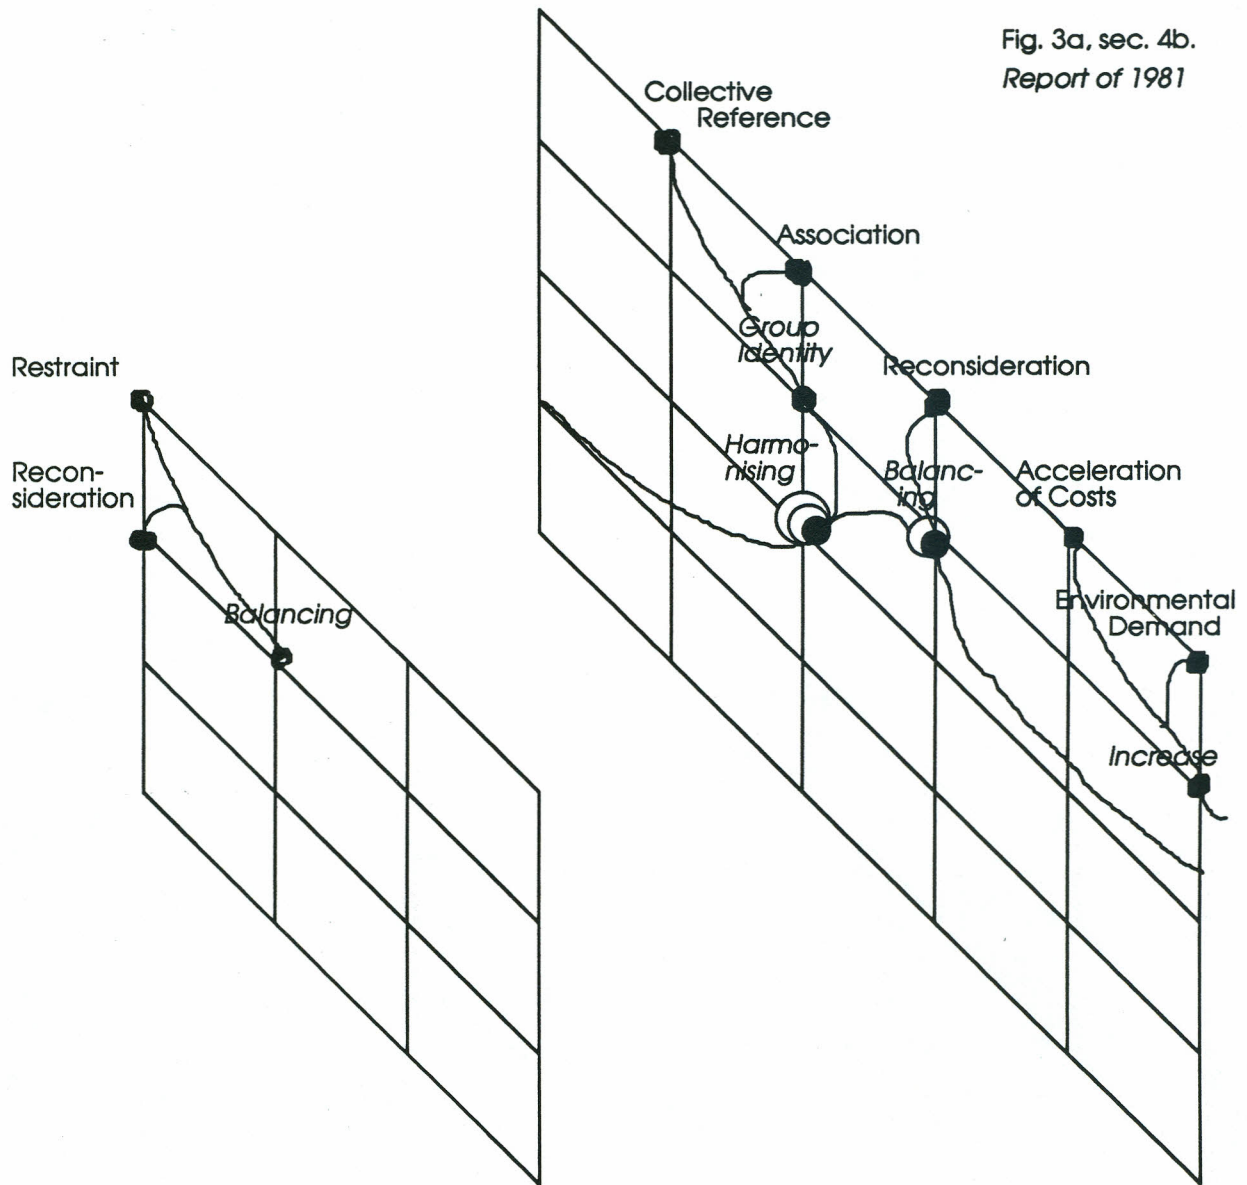 Fig. 3a, sec. 4b.
Report of 1981
Collective
Reference
Association
Group
Identity
Restraint
Reconsideration
Recon-
sideration
Harmo-
nising
Balanc-
ing
Acceleration
of Costs
Balancing
Environmental
Demand
Increase